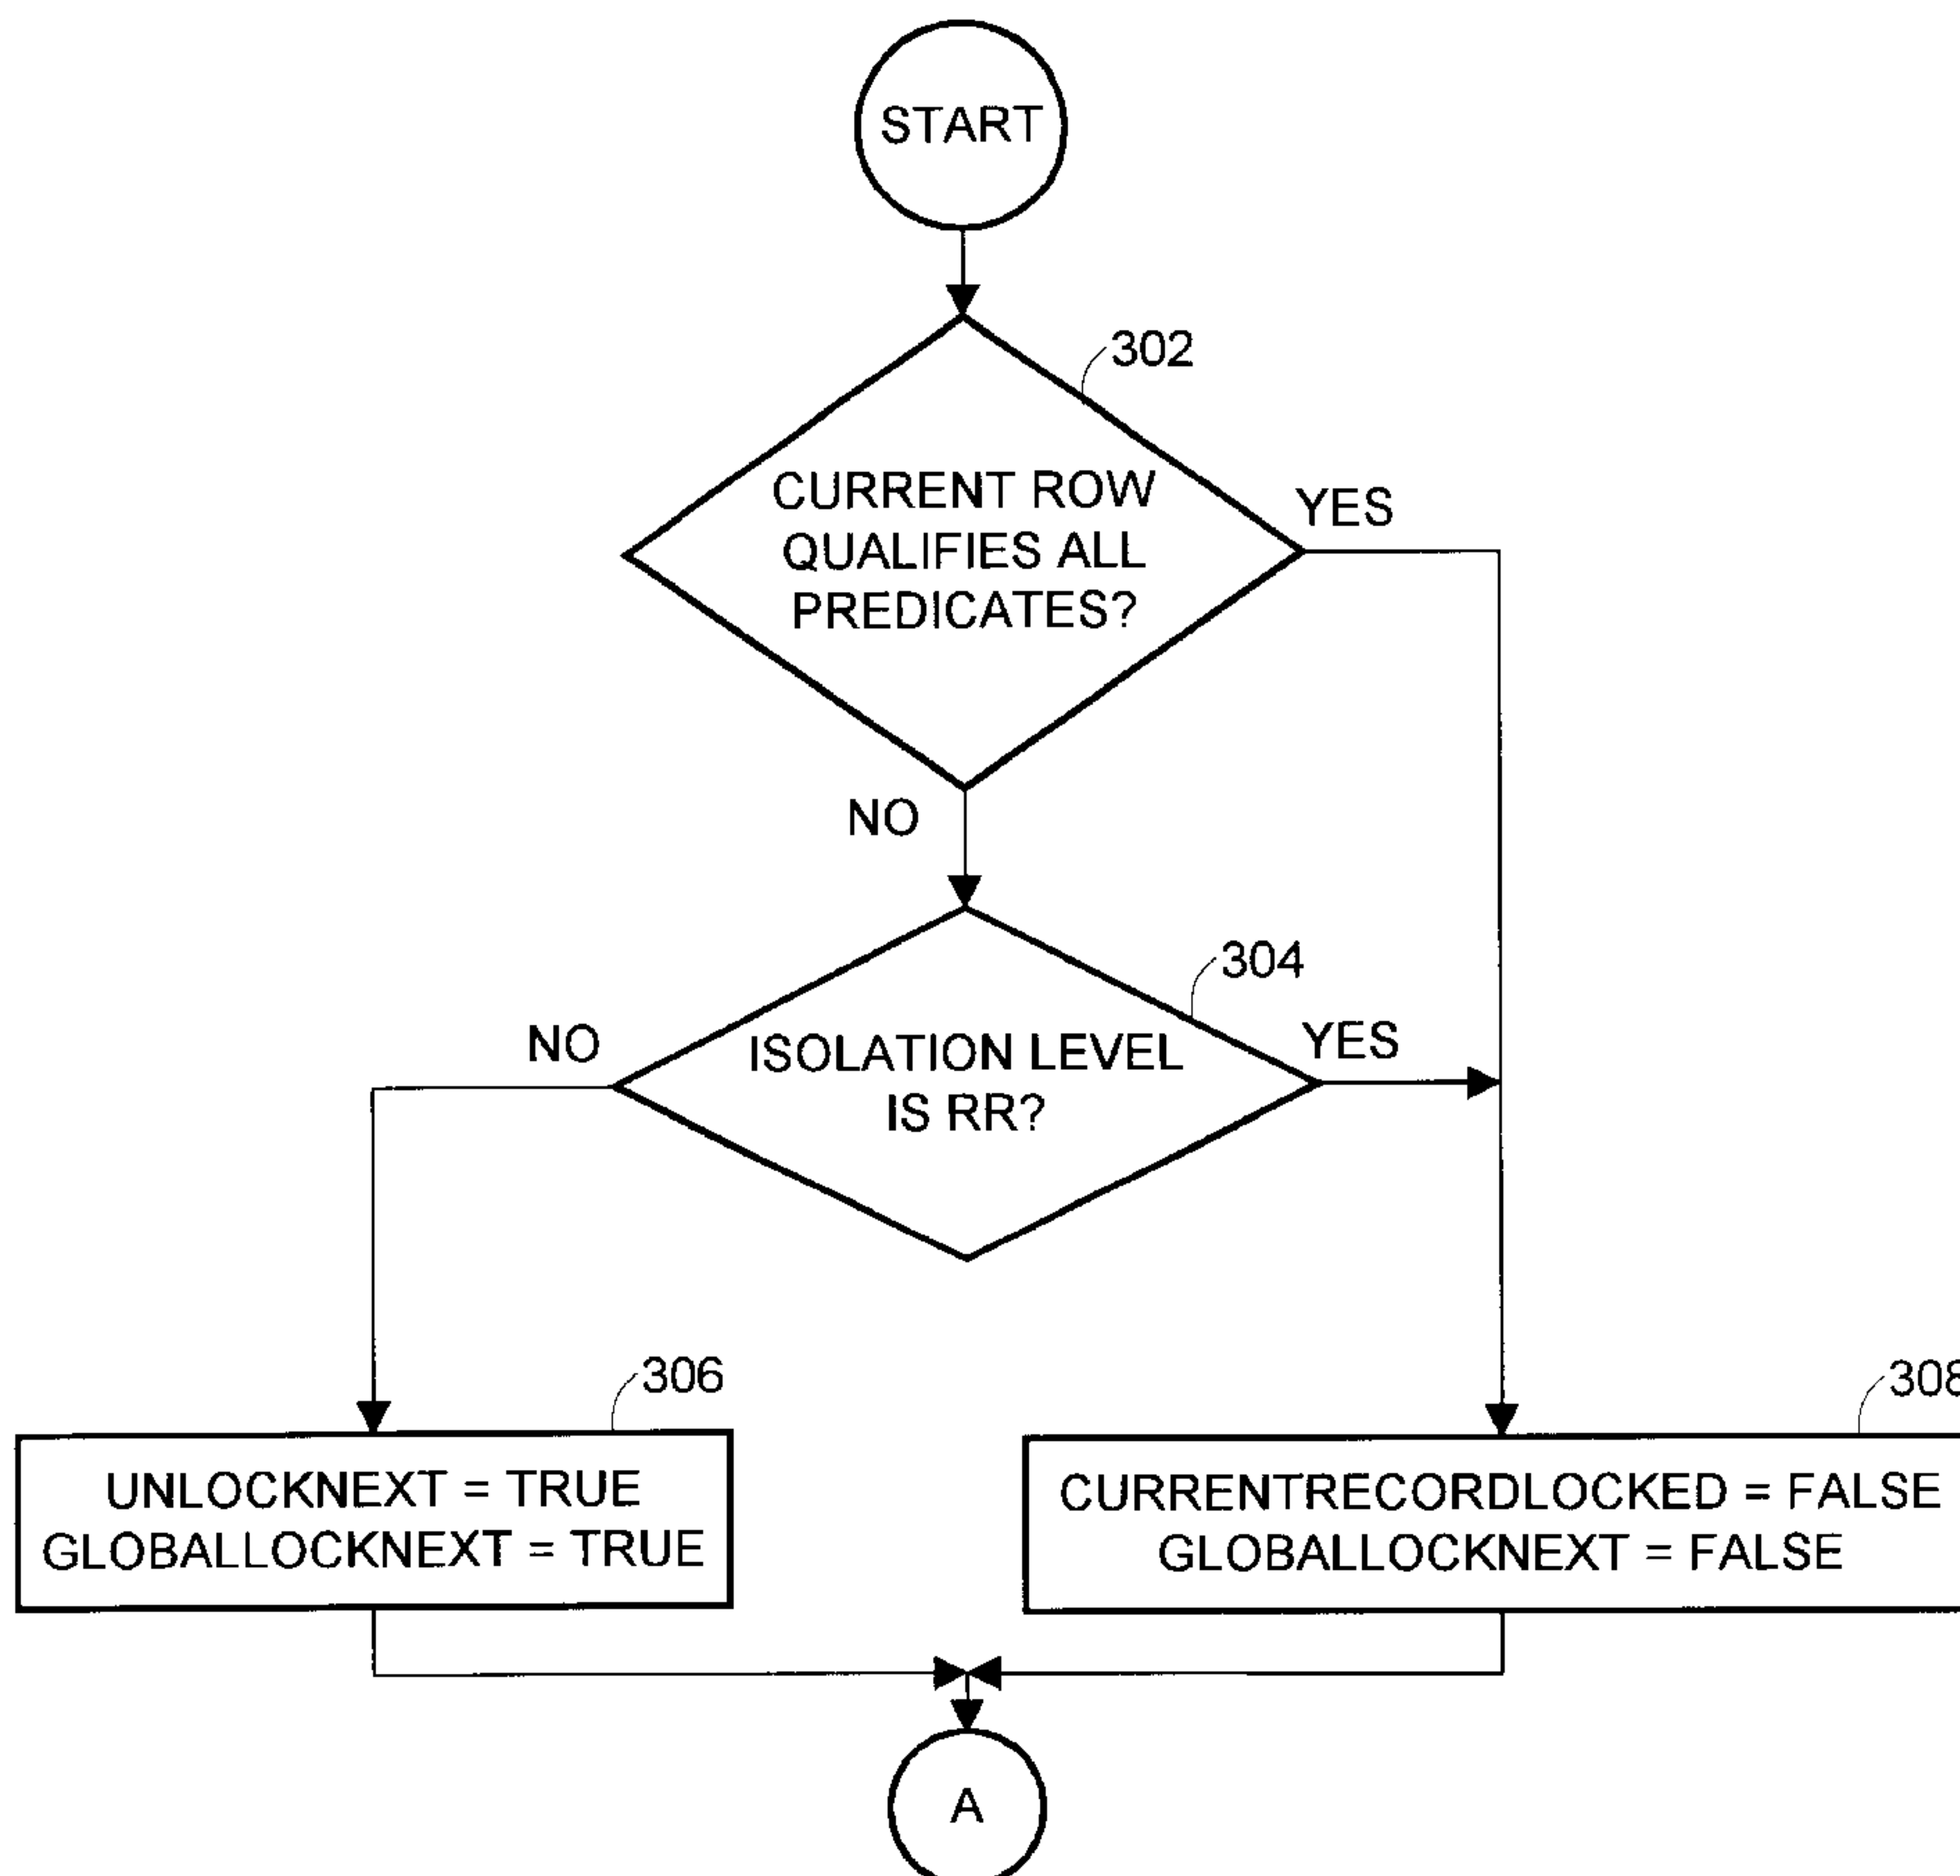 START
302
CURRENT ROW
QUALIFIES ALL
PREDICATES?
YES
NO
304
ISOLATION LEVEL
IS RR?
NO
YES
306
UNLOCKNEXT = TRUE
GLOBALLOCKNEXT = TRUE
308
CURRENTRECORDLOCKED = FALSE
GLOBALLOCKNEXT = FALSE
A